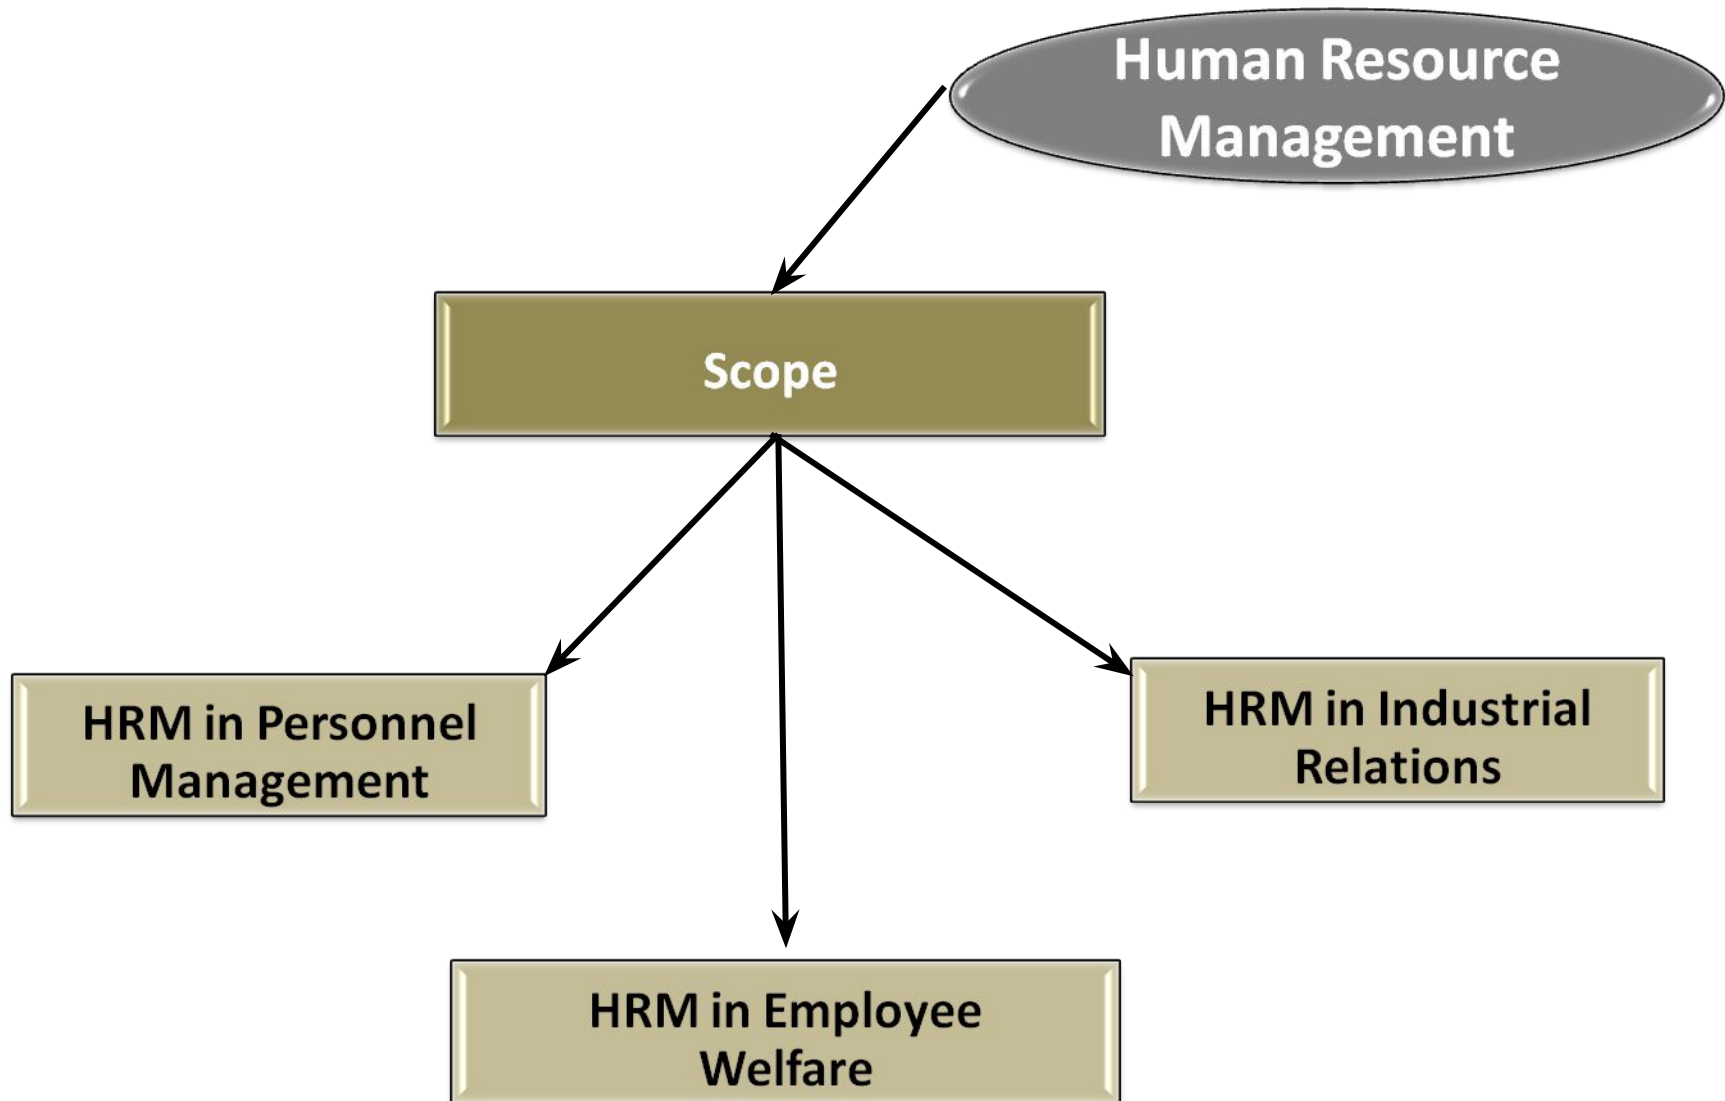 Human Resource
Management
Scope
HRM in Personnel
Management
HRM in Industrial
Relations
HRM in Employee
Welfare